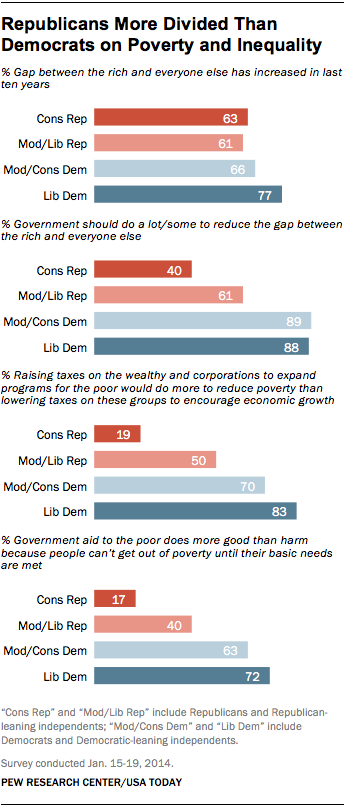 Republicans More Divided Than
Democrats on Poverty and Inequality
% Gap between the rich and everyone else has increased in last
ten years
Cons Rep 63
Mod/Lib Rep 61
Mod/Cons Dem 66
Lib Dem 77
% Government should do a lot/some to reduce the gap between
the rich and everyone else
Cons Rep 40
Mod/Lib Rep 61
Mod/Cons Dem 89
Lib Dem 88
% Raising taxes on the wealthy and corporations to expand
programs for the poor would do more to reduce poverty than
lowering taxes on these groups to encourage economic growth
Cons Rep 19
Mod/Lib Rep 50
Mod/Cons Dem 70
Lib Dem 83
% Government aid to the poor does more good than harm
because people can't get out of poverty until their basic needs
are met
Cons Rep 17
Mod/Lib Rep 40
Mod/Cons Dem 63
Lib Dem 72
“Cons Rep” and “Mod/Lib Rep” include Republicans and Republican-
leaning independents; “Mod/Cons Dem” and “Lib Dem” include
Democrats and Democratic-leaning independents.
Survey conducted Jan. 15-19, 2014.
PEW RESEARCH CENTER/USA TODAY